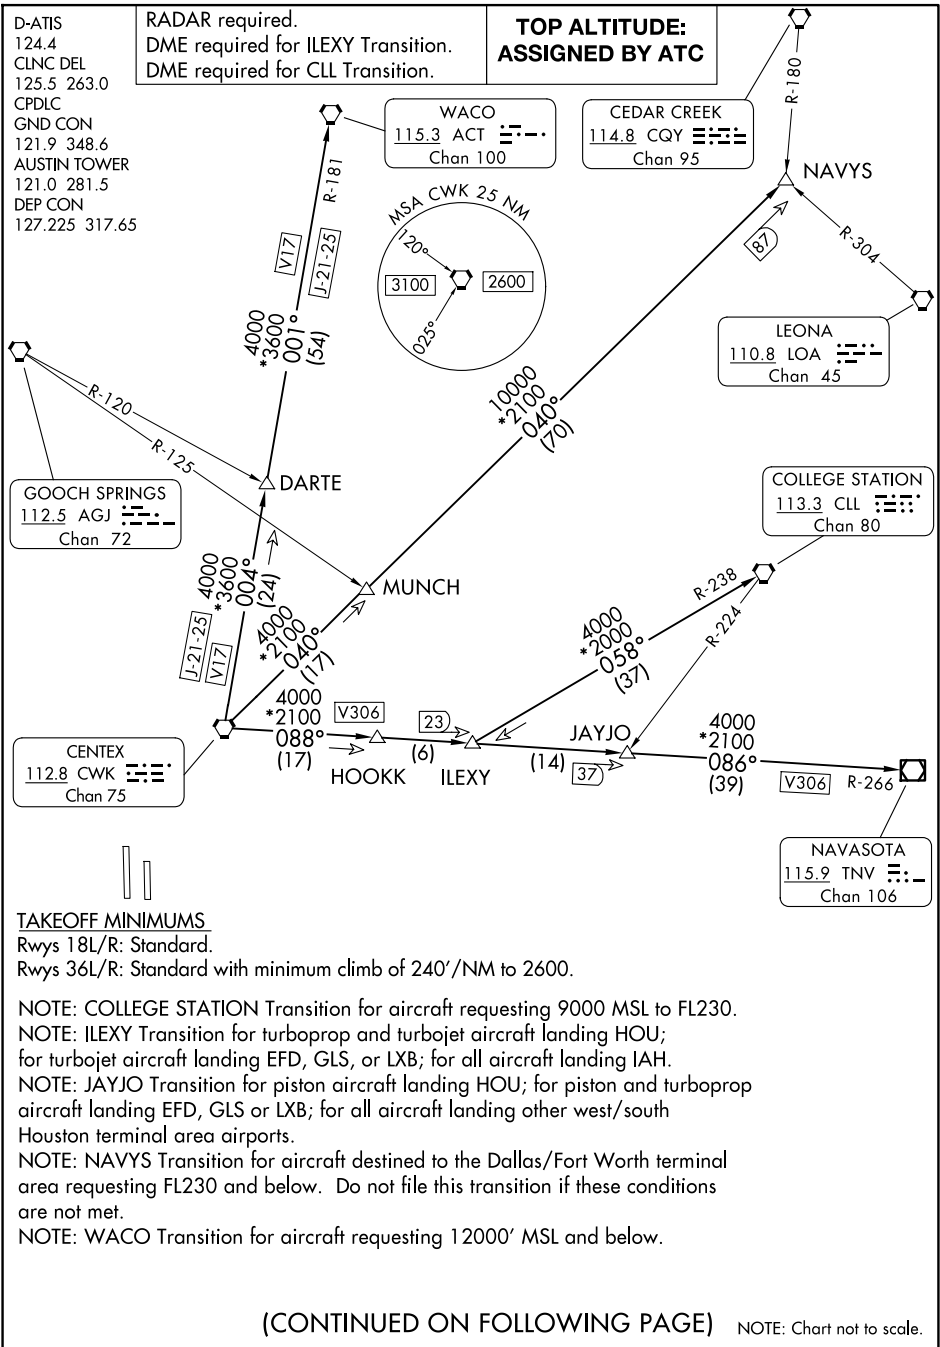 D-ATIS
124.4
CLNC DEL
125.5 263.0
CPDLC
GND CON
121.9 348.6
AUSTIN TOWER
121.0 281.5
DEP CON
127.225 317.65
RADAR required.
DME required for ILEXY Transition.
DME required for CLL Transition.
TOP ALTITUDE:
ASSIGNED BY ATC
WACO
115.3 ACT
Chan 100
CEDAR CREEK
114.8 CQY
Chan 95
R-180
NAVYS
R-181
V17
J-21-25
MSA CWK 25 NM
120°
3100
2600
025°
87
R-304
LEONA
110.8 LOA
Chan 45
4000
*3600
001°
(54)
10000
*2100
040°
(70)
R-120
R-125
DARTE
GOOCH SPRINGS
112.5 AGJ
Chan 72
COLLEGE STATION
113.3 CLL
Chan 80
4000
*3600
004°
(24)
J-21-25
V17
MUNCH
4000
*2100
040°
(17)
R-238
R-224
4000
*2000
058°
(37)
4000
*2100
088°
(17)
V306
HOOKK
23
(6)
ILEXY
JAYJO
(14)
37
4000
*2100
086°
(39)
V306
R-266
CENTEX
112.8 CWK
Chan 75
NAVASOTA
115.9 TNV
Chan 106
TAKEOFF MINIMUMS
Rwys 18L/R: Standard.
Rwys 36L/R: Standard with minimum climb of 240'/NM to 2600.
NOTE: COLLEGE STATION Transition for aircraft requesting 9000 MSL to FL230.
NOTE: ILEXY Transition for turboprop and turbojet aircraft landing HOU;
for turbojet aircraft landing EFD, GLS, or LXB; for all aircraft landing IAH.
NOTE: JAYJO Transition for piston aircraft landing HOU; for piston and turboprop
aircraft landing EFD, GLS or LXB; for all aircraft landing other west/south
Houston terminal area airports.
NOTE: NAVYS Transition for aircraft destined to the Dallas/Fort Worth terminal
area requesting FL230 and below. Do not file this transition if these conditions
are not met.
NOTE: WACO Transition for aircraft requesting 12000' MSL and below.
(CONTINUED ON FOLLOWING PAGE)
NOTE: Chart not to scale.